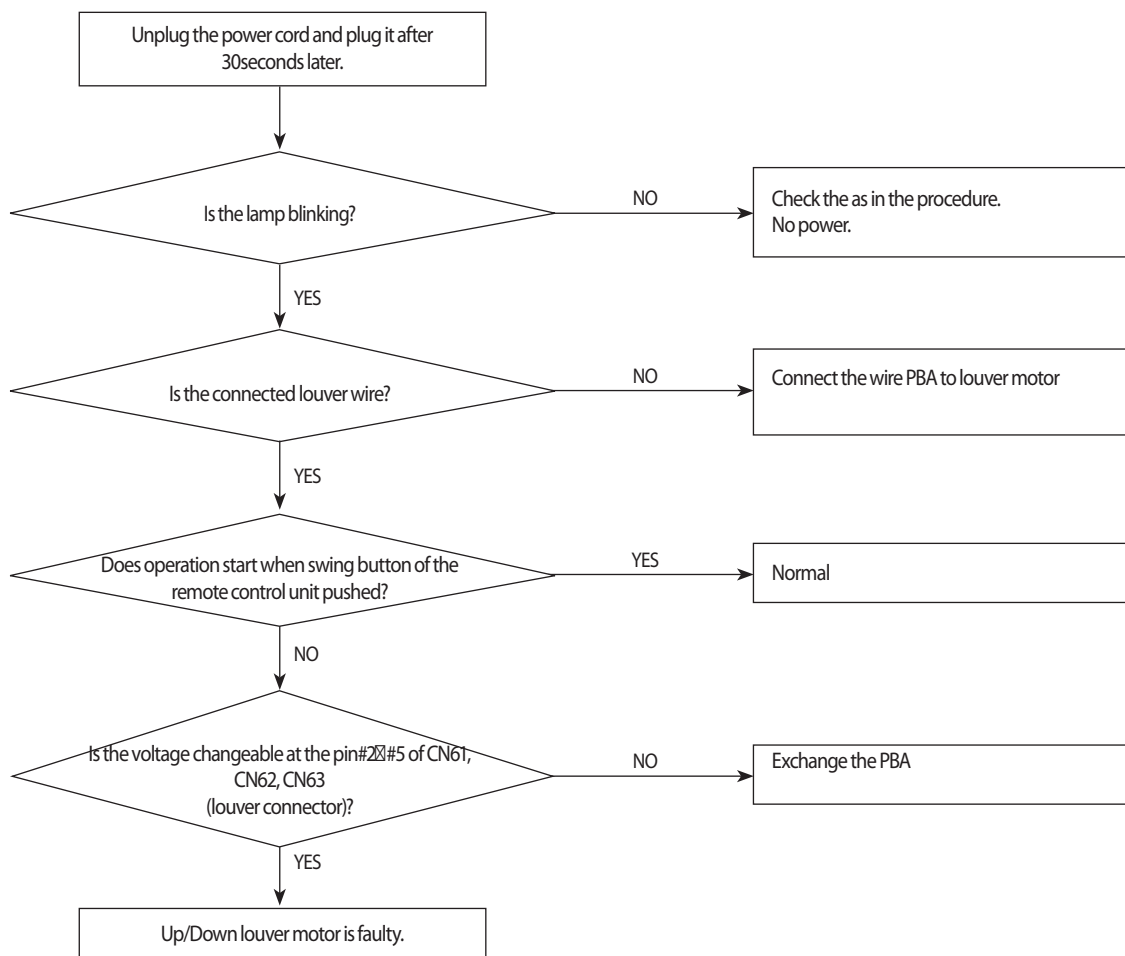 Unplug the power cord and plug it after
30seconds later.
Is the lamp blinking?
NO
Check the as in the procedure.
No power.
YES
Is the connected louver wire?
NO
Connect the wire PBA to louver motor
YES
Does operation start when swing button of the
remote control unit pushed?
YES
Normal
NO
Is the voltage changeable at the pin#2☒#5 of CN61,
CN62, CN63
(louver connector)?
NO
Exchange the PBA
YES
Up/Down louver motor is faulty.